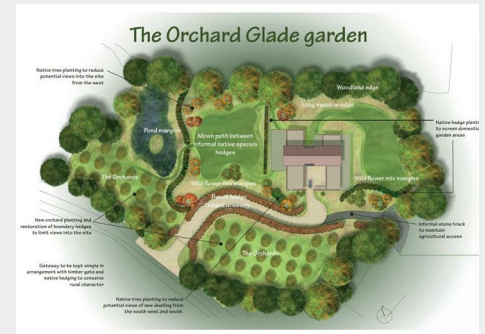 The Orchard Glade garden
Native tree planting to reduce
potential views into the site
from the west
Woodland edge
Long meadow edge
Native hedge planti
to screen domestic
garden areas
Pond margins
Mown path between
informal native species
hedges
The Orchards
Wild flower mix margins
Wild flower mix margins
New orchard planting and
restoration of boundary hedges
to limit views into the site
Informal stone track
to maintain
agricultural access
The Orchards
Gateway to be kept simple in
arrangement with timber gate and
native hedging to conserve
rural character
Native tree planting to reduce
potential views of new dwelling from
the south west and south